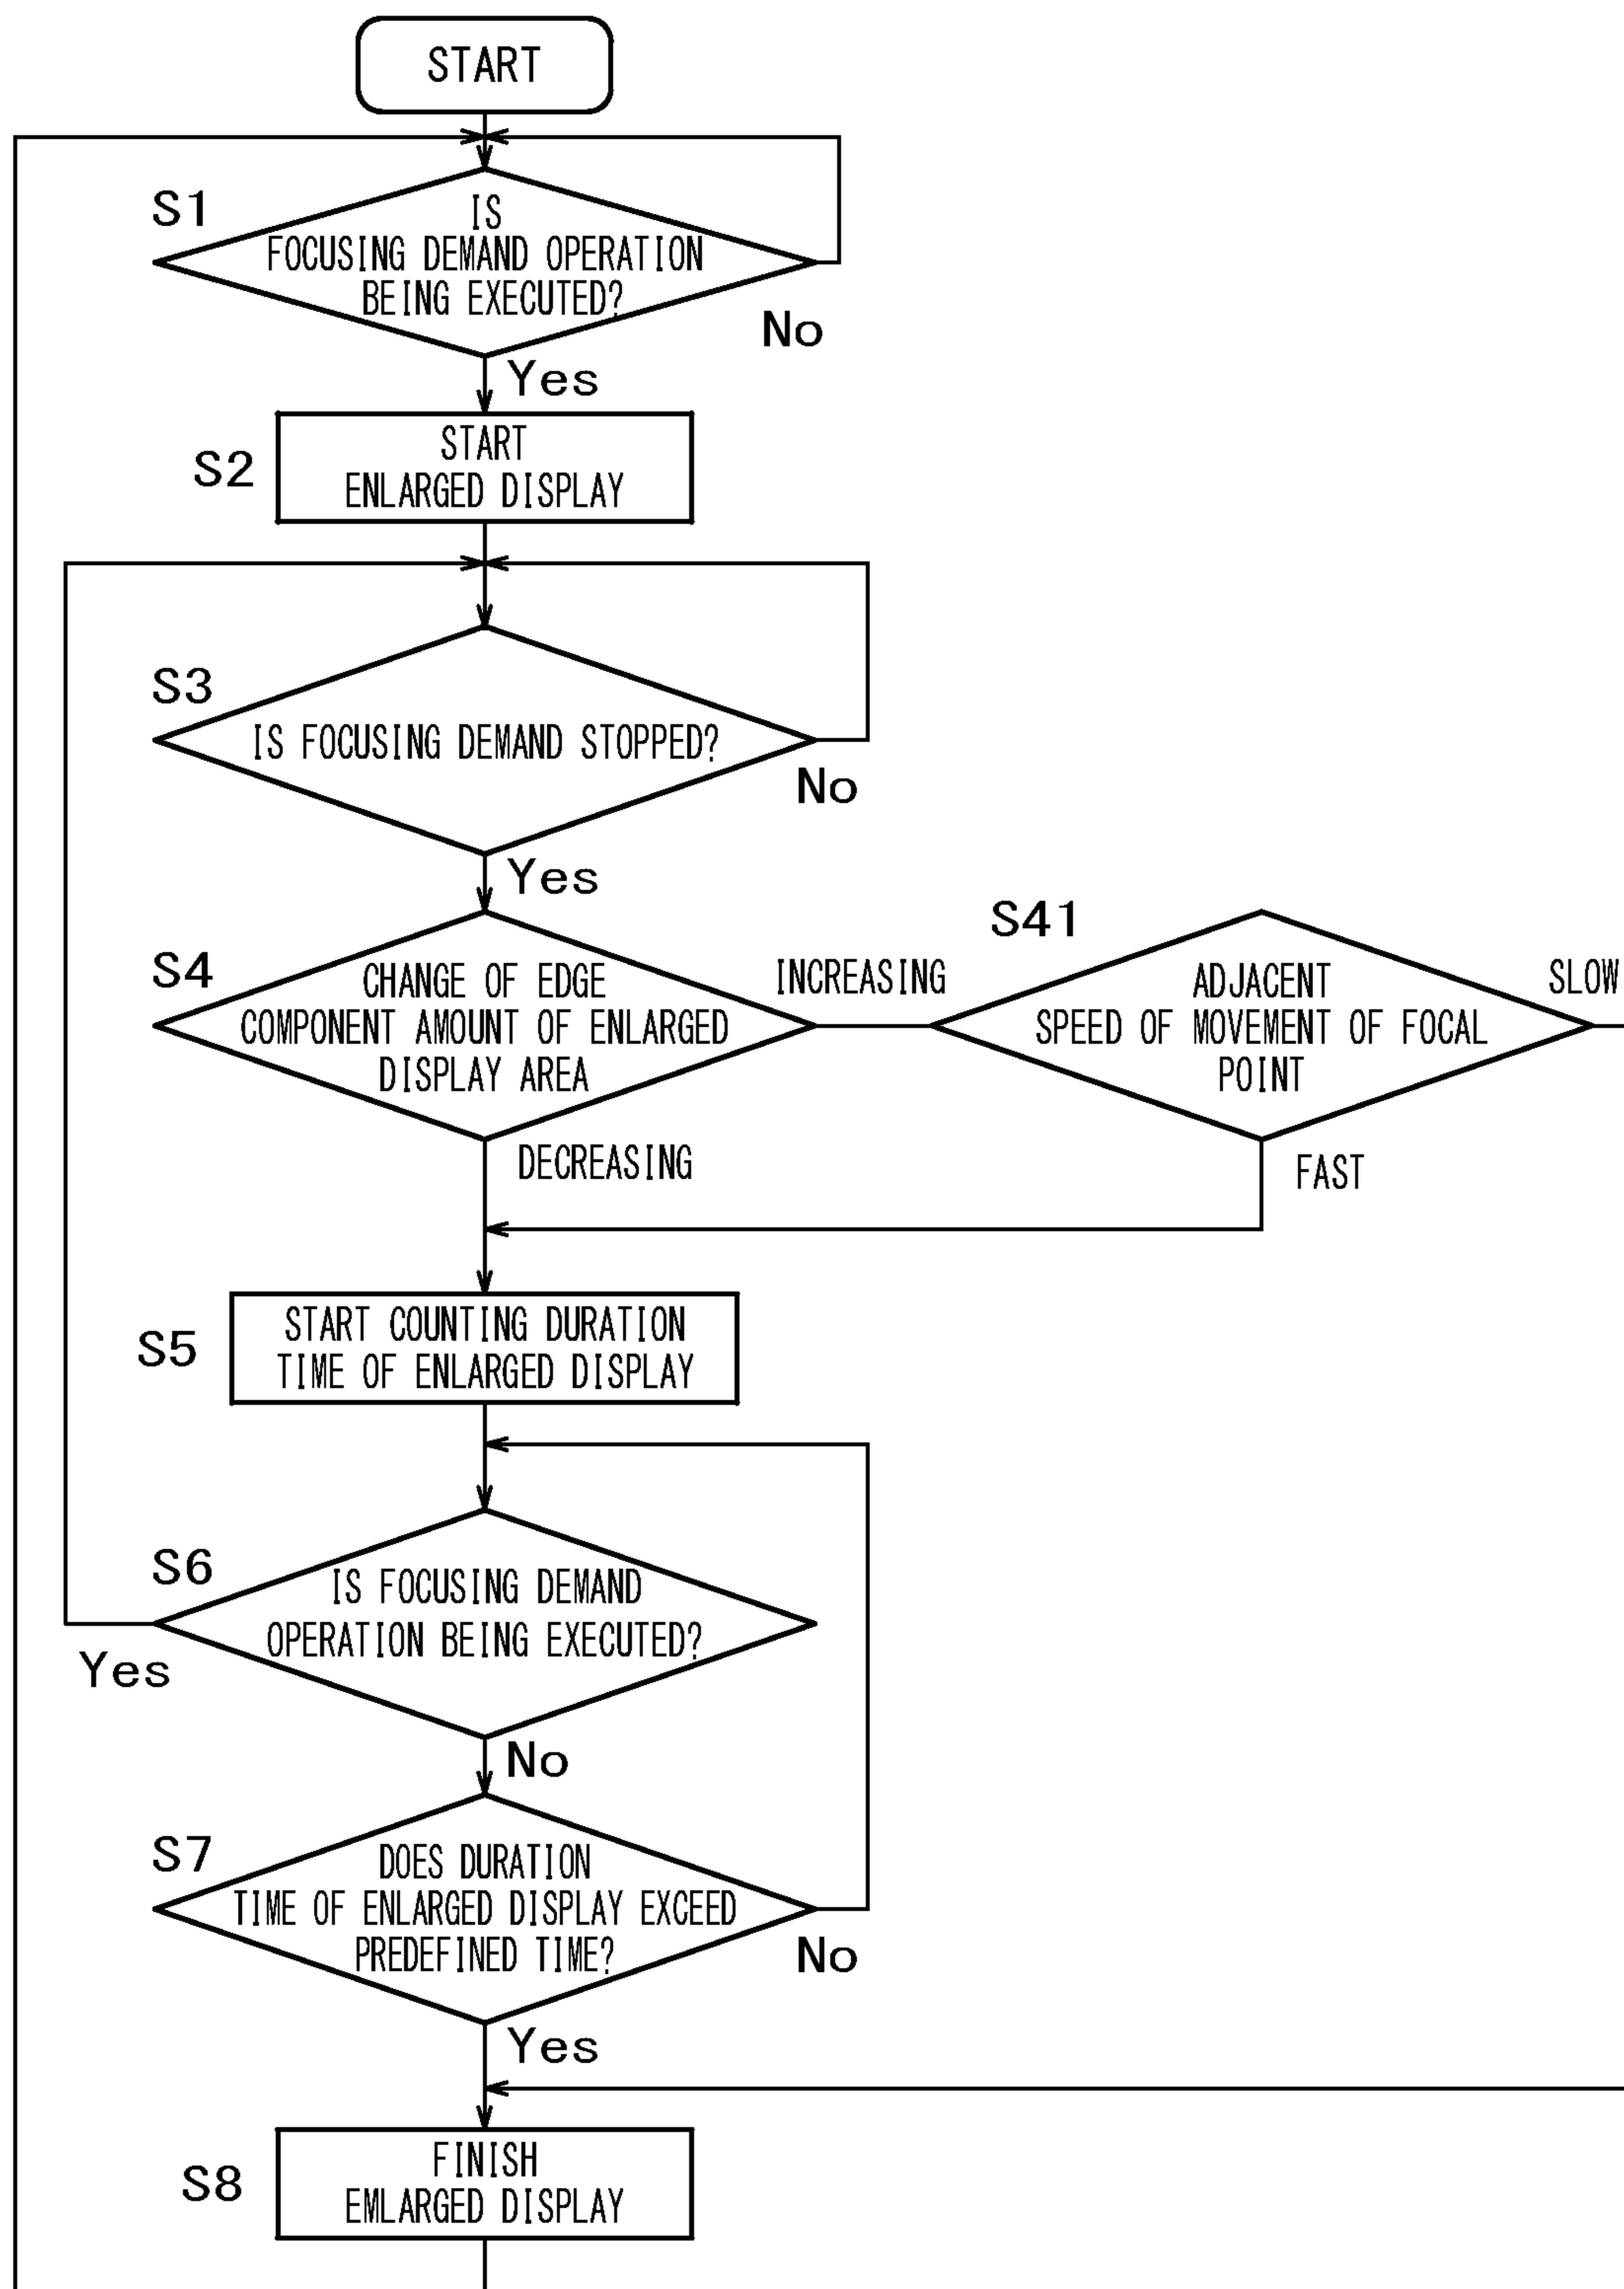 START
S1
IS
FOCUSING DEMAND OPERATION
BEING EXECUTED?
No
Yes
S2
START
ENLARGED DISPLAY
S3
IS FOCUSING DEMAND STOPPED?
No
Yes
S4
CHANGE OF EDGE
COMPONENT AMOUNT OF ENLARGED
DISPLAY AREA
INCREASING
S41
ADJACENT
SPEED OF MOVEMENT OF FOCAL
POINT
SLOW
DECREASING
FAST
S5
START COUNTING DURATION
TIME OF ENLARGED DISPLAY
S6
IS FOCUSING DEMAND
OPERATION BEING EXECUTED?
Yes
No
S7
DOES DURATION
TIME OF ENLARGED DISPLAY EXCEED
PREDEFINED TIME?
No
Yes
S8
FINISH
EMLARGED DISPLAY